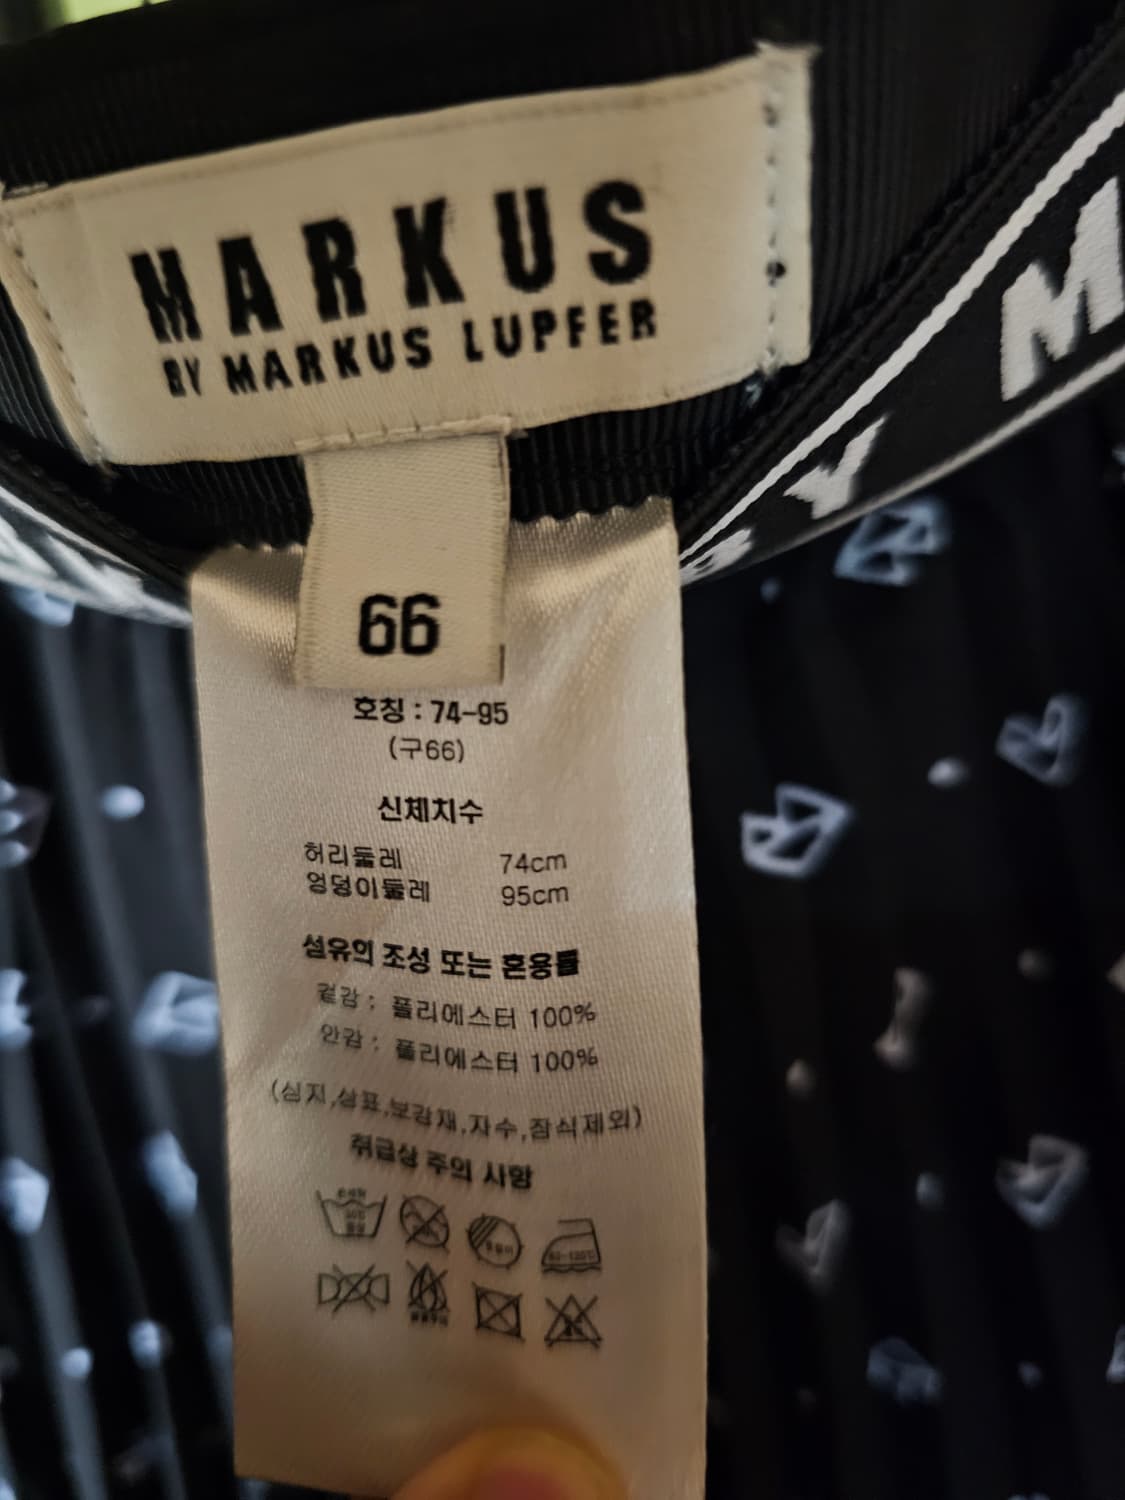 MARKUS
BY MARKUS LUPFER
M
BY
66
호칭 : 74-95
(구66)
신체치수
허리둘레 74cm
엉덩이둘레 95cm
섬유의 조성 또는 혼용률
겉감 : 폴리에스터 100%
안감 : 폴리에스터 100%
(심지,상표,보강재,자수,장식제외)
취급상 주의 사항